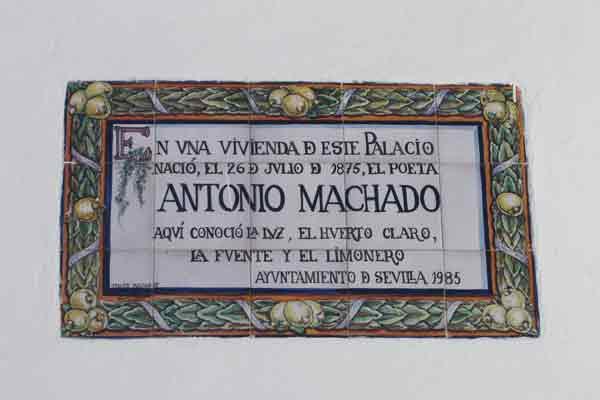 EN VNA VIVIENDA D ESTE PALACIO
NACIÓ, EL 26 D JULIO D 1875, EL POETA
ANTONIO MACHADO
AQVÍ CONOCIÓ LA LVZ, EL HVERTO CLARO,
LA FVENTE Y EL LIMONERO
AYVNTAMIENTO D SEVILLA 1985